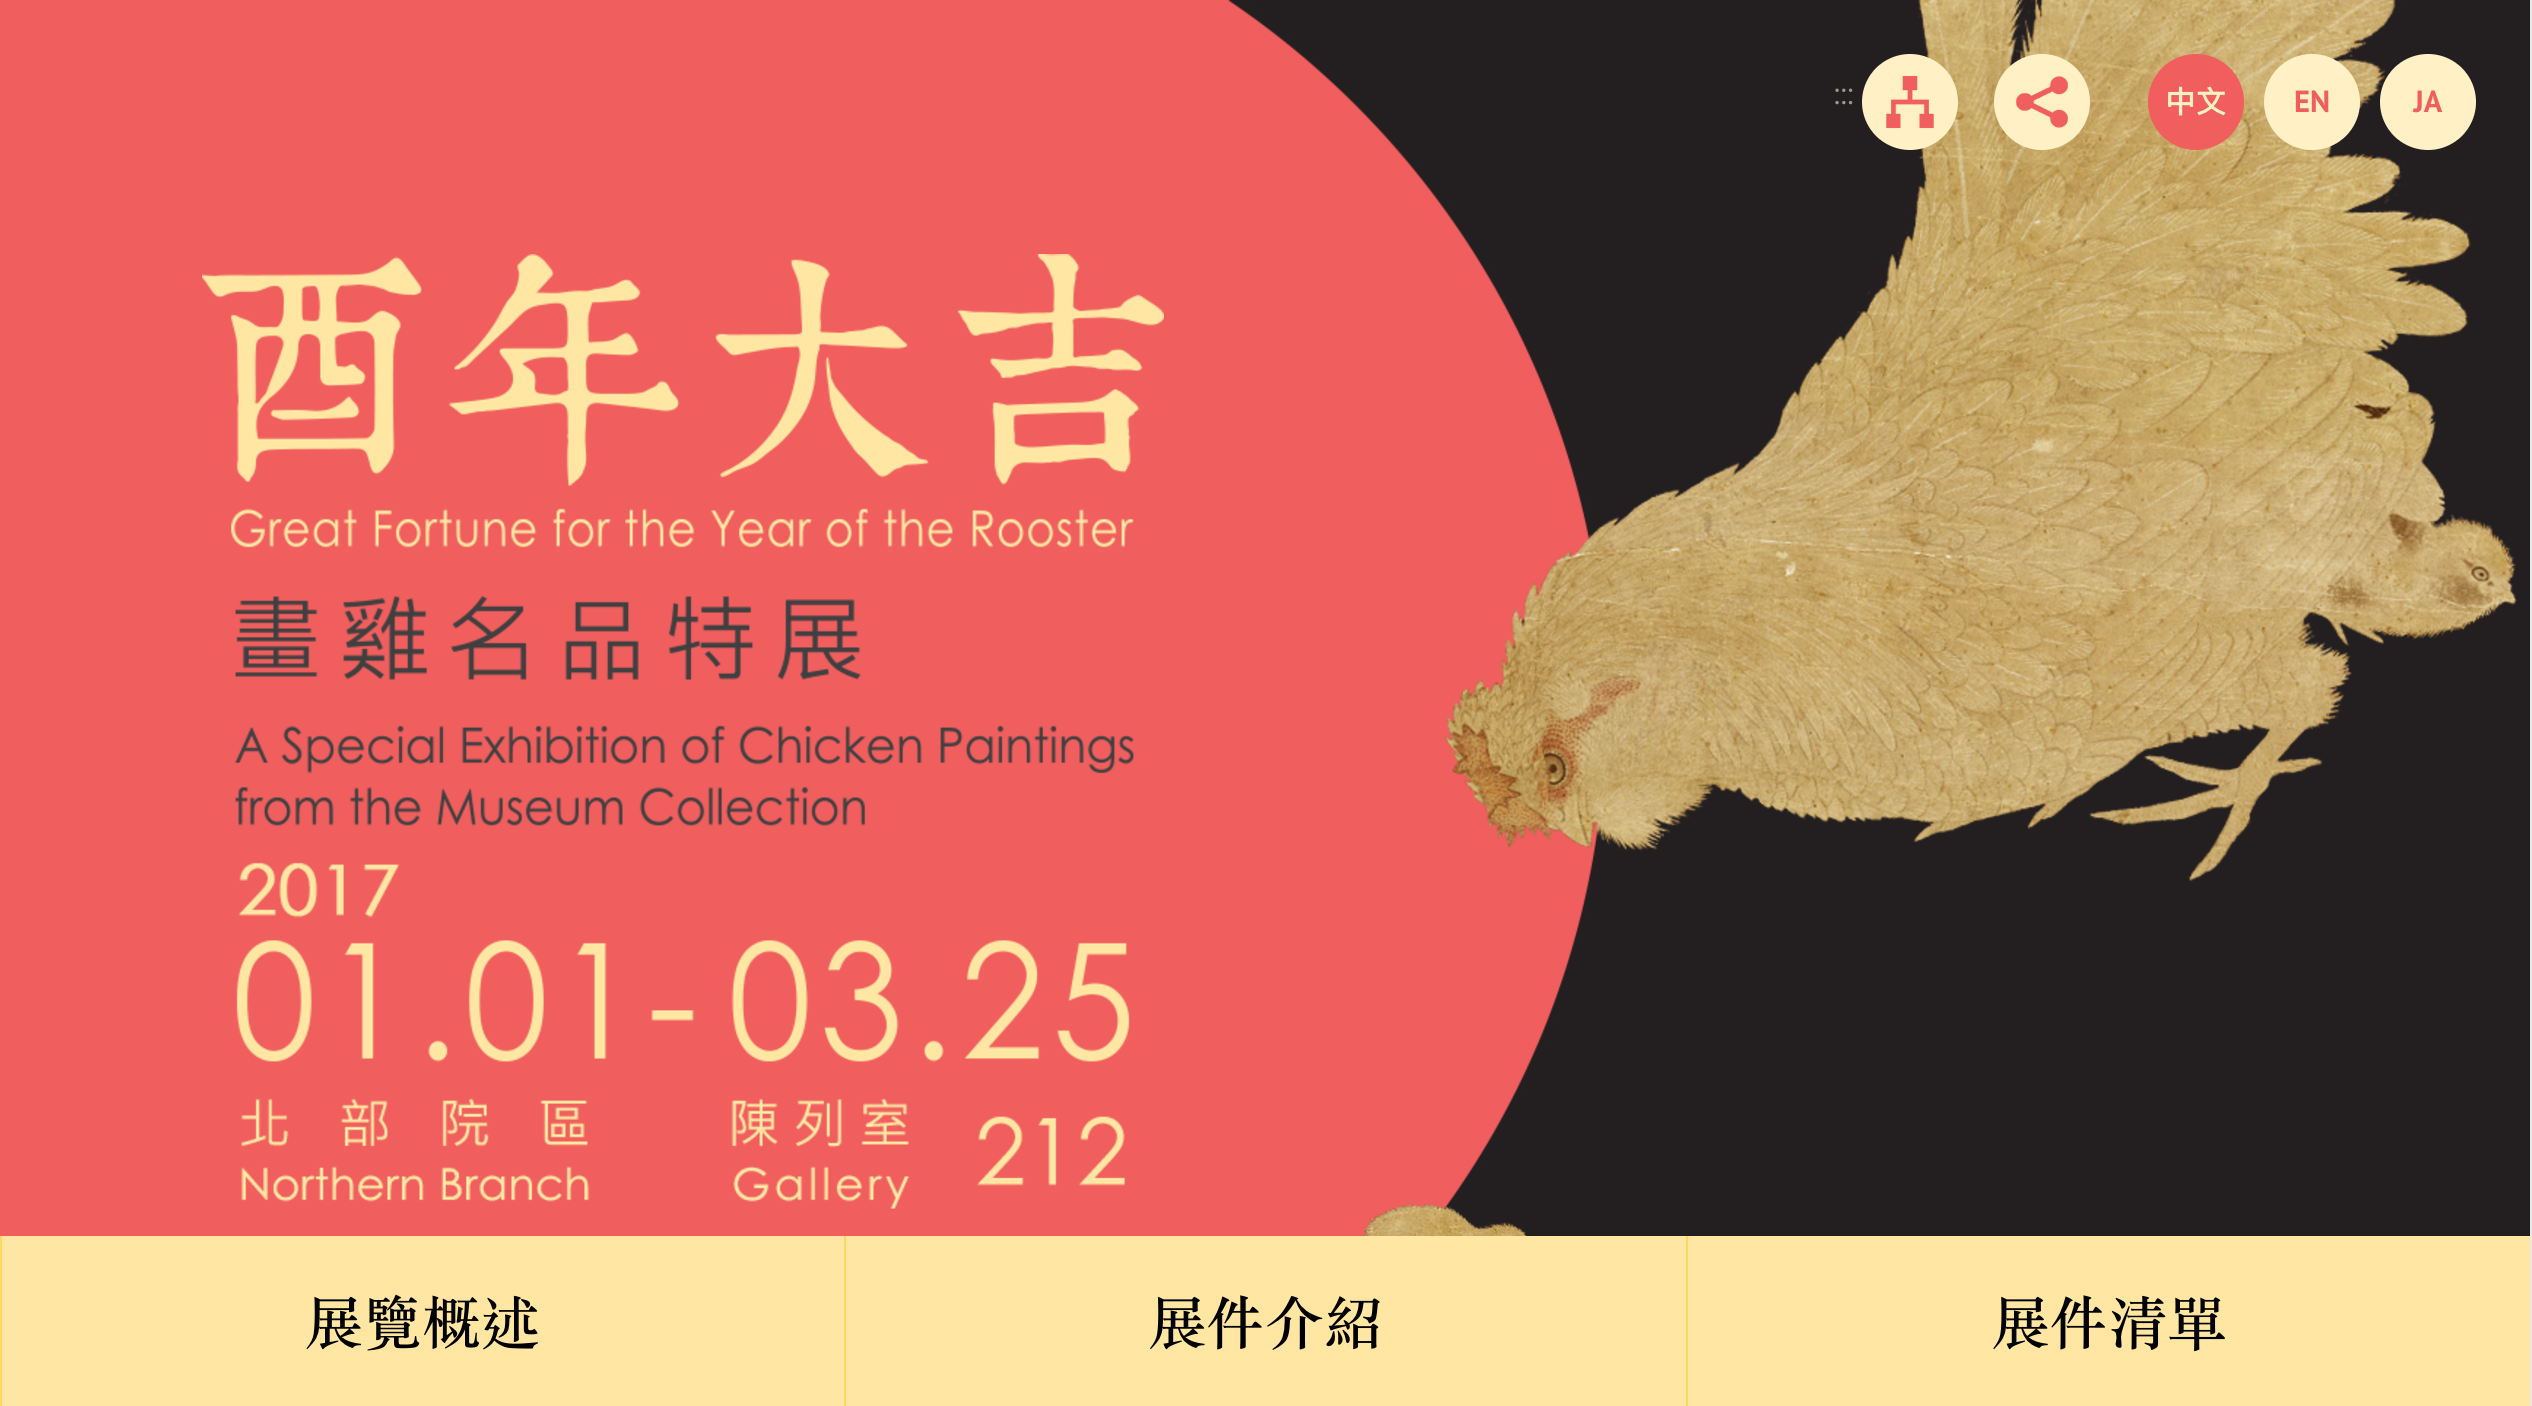 中文
EN
JA
酉年大吉
Great Fortune for the Year of the Rooster
畫雞名品特展
A Special Exhibition of Chicken Paintings
from the Museum Collection
2017
01.01-03.25
北部院區 陳列室 212
Northern Branch Gallery
展覽概述
展件介紹
展件清單